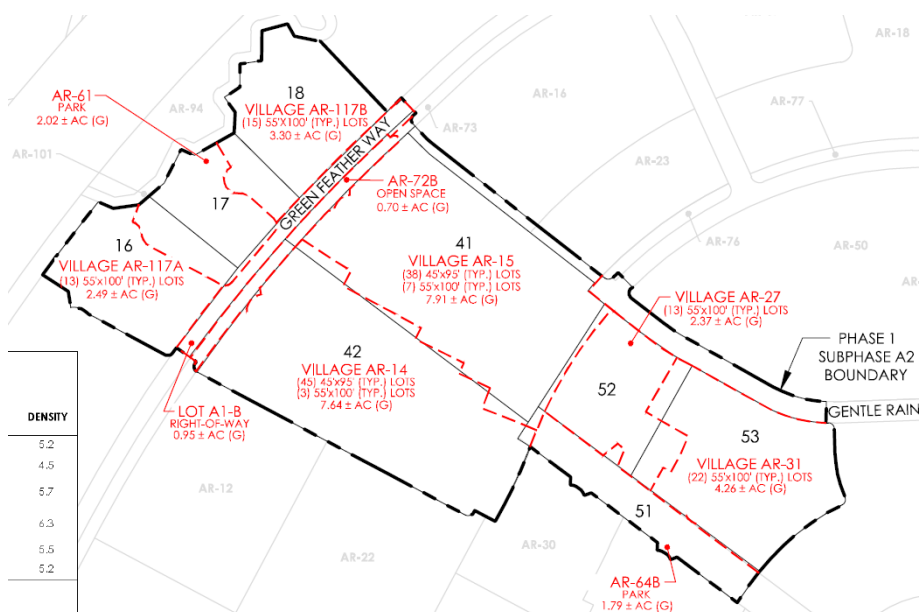 AR-18
AR-61
PARK
2.02 ± AC (G)
AR-94
18
VILLAGE AR-117B
(15) 55'x100' (TYP.) LOTS
3.30 ± AC (G)
AR-16
AR-77
AR-73
AR-101
AR-23
17
GREEN FEATHER WAY
AR-72B
OPEN SPACE
0.70 ± AC (G)
AR-76
AR-50
16
VILLAGE AR-117A
(13) 55'x100' (TYP.) LOTS
2.49 ± AC (G)
41
VILLAGE AR-15
(38) 45'x95' (TYP.) LOTS
(7) 55'x100' (TYP.) LOTS
7.91 ± AC (G)
VILLAGE AR-27
(13) 55'x100' (TYP.) LOTS
2.37 ± AC (G)
PHASE 1
SUBPHASE A2
BOUNDARY
42
VILLAGE AR-14
(45) 45'x95' (TYP.) LOTS
(3) 55'x100' (TYP.) LOTS
7.64 ± AC (G)
52
GENTLE RAIN
DENSITY
5.2
4.5
5.7
6.3
5.5
5.2
LOT A1-B
RIGHT-OF-WAY
0.95 ± AC (G)
53
VILLAGE AR-31
(22) 55'x100' (TYP.) LOTS
4.26 ± AC (G)
AR-12
51
AR-22
AR-30
AR-64B
PARK
1.79 ± AC (G)